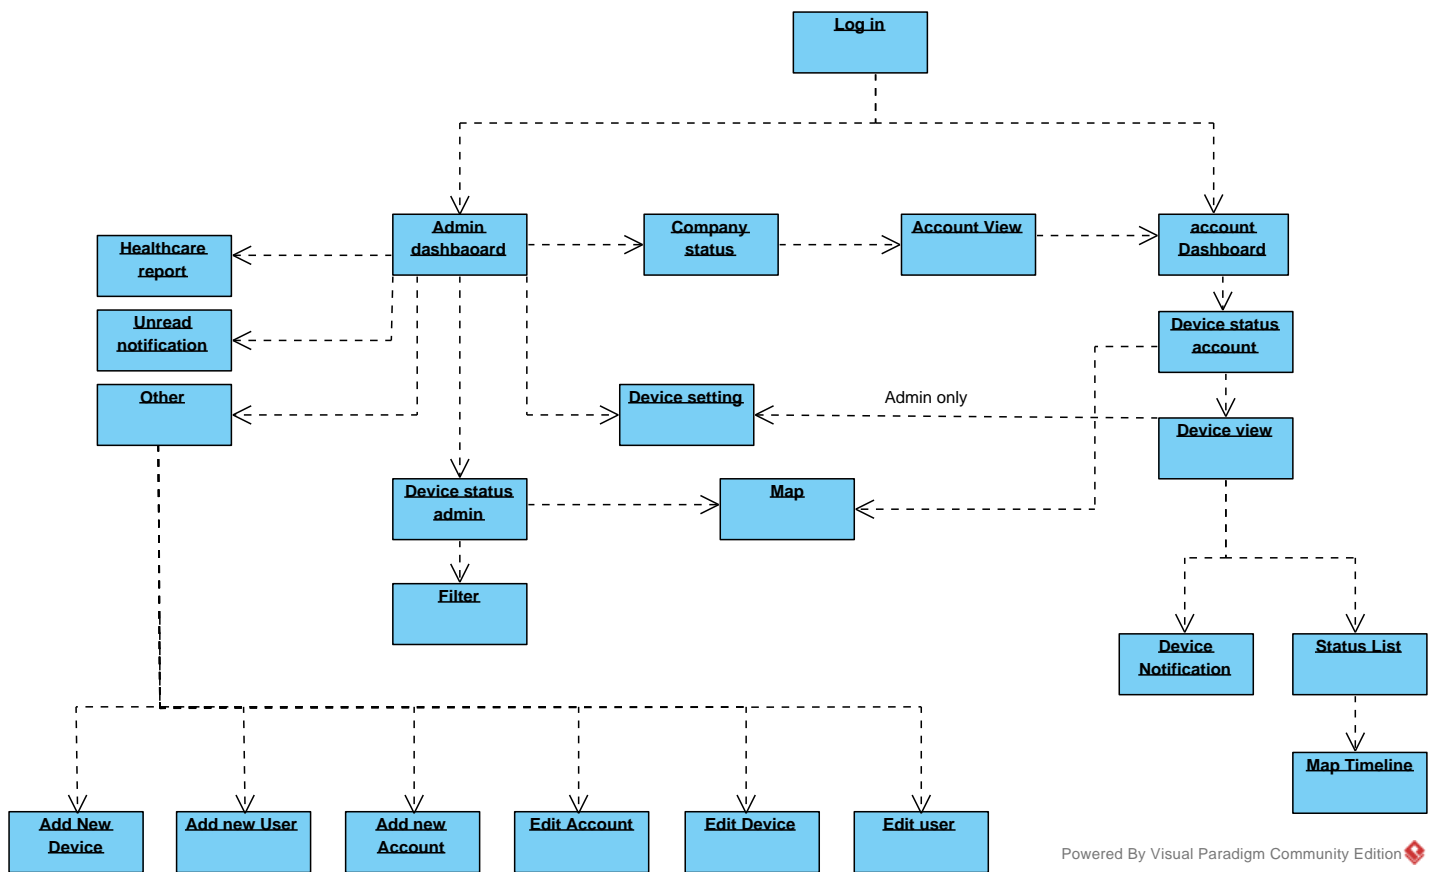 Log in
Admin
dashbaoard
Company
status
Account View
account
Dashboard
Healthcare
report
Unread
notification
Device status
account
Other
Device setting
Admin only
Device view
Device status
admin
Map
Filter
Device
Notification
Status List
Map Timeline
Add New
Device
Add new User
Add new
Account
Edit Account
Edit Device
Edit user
Powered By Visual Paradigm Community Edition